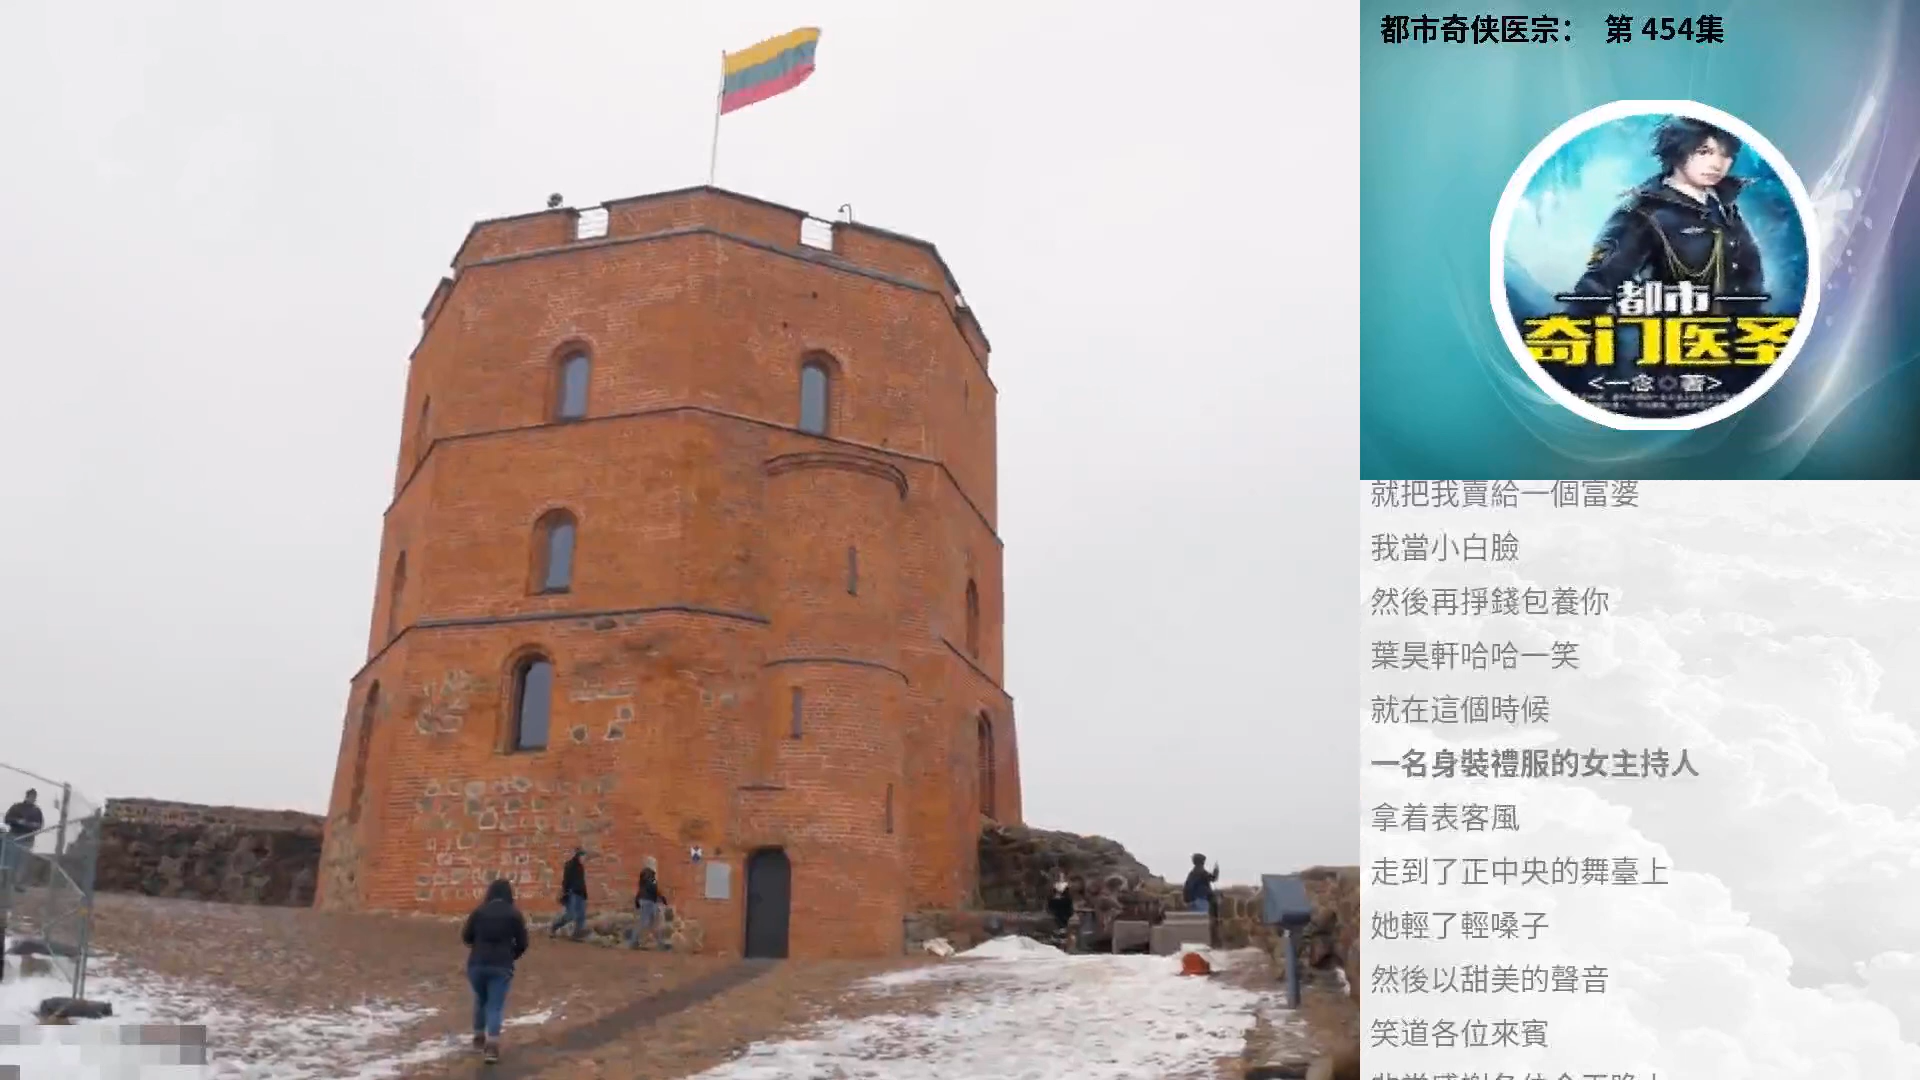 都市奇侠医宗： 第 454集
都市
奇门医圣
<一念◇著>
就把我賣給一個富婆
我當小白臉
然後再掙錢包養你
葉昊軒哈哈一笑
就在這個時候
一名身裝禮服的女主持人
拿着表客風
走到了正中央的舞臺上
她輕了輕嗓子
然後以甜美的聲音
笑道各位來賓